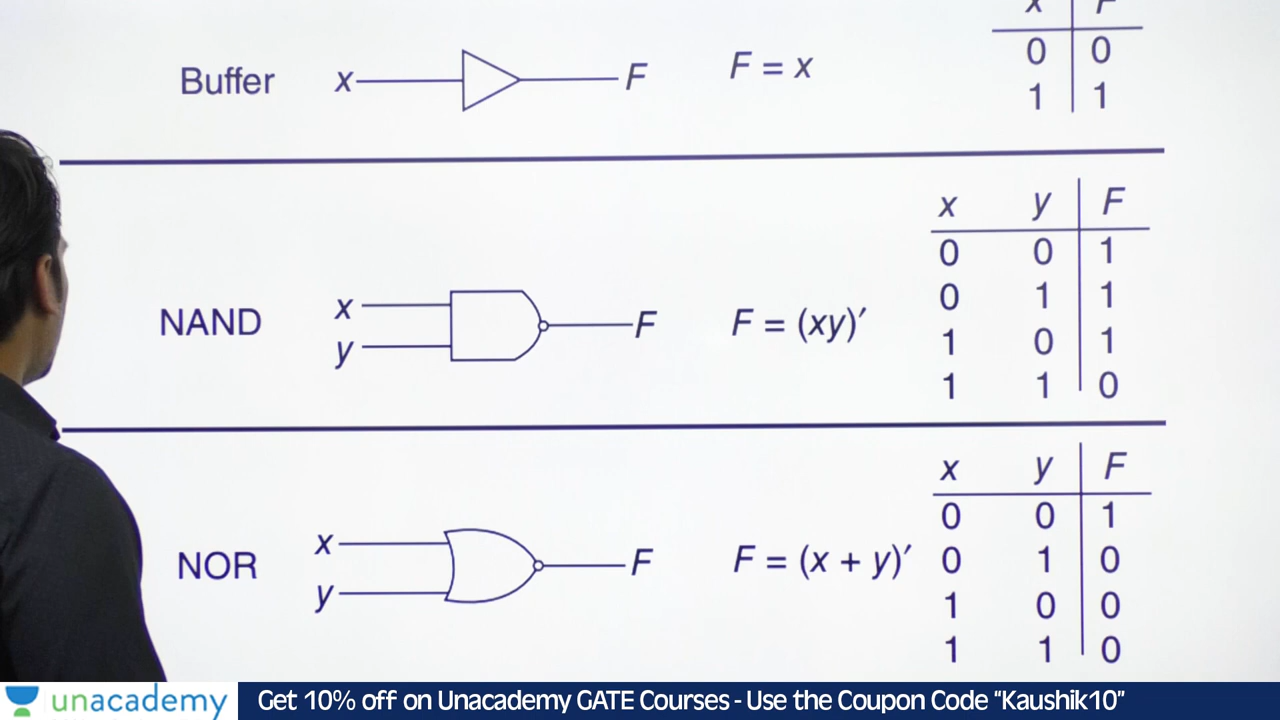 x F
0 0
1 1
Buffer x F F = x
x y F
0 0 1
0 1 1
1 0 1
1 1 0
NAND x y F F = (xy)′
x y F
0 0 1
0 1 0
1 0 0
1 1 0
NOR x y F F = (x + y)′
unacademy
Get 10% off on Unacademy GATE Courses - Use the Coupon Code "Kaushik10"